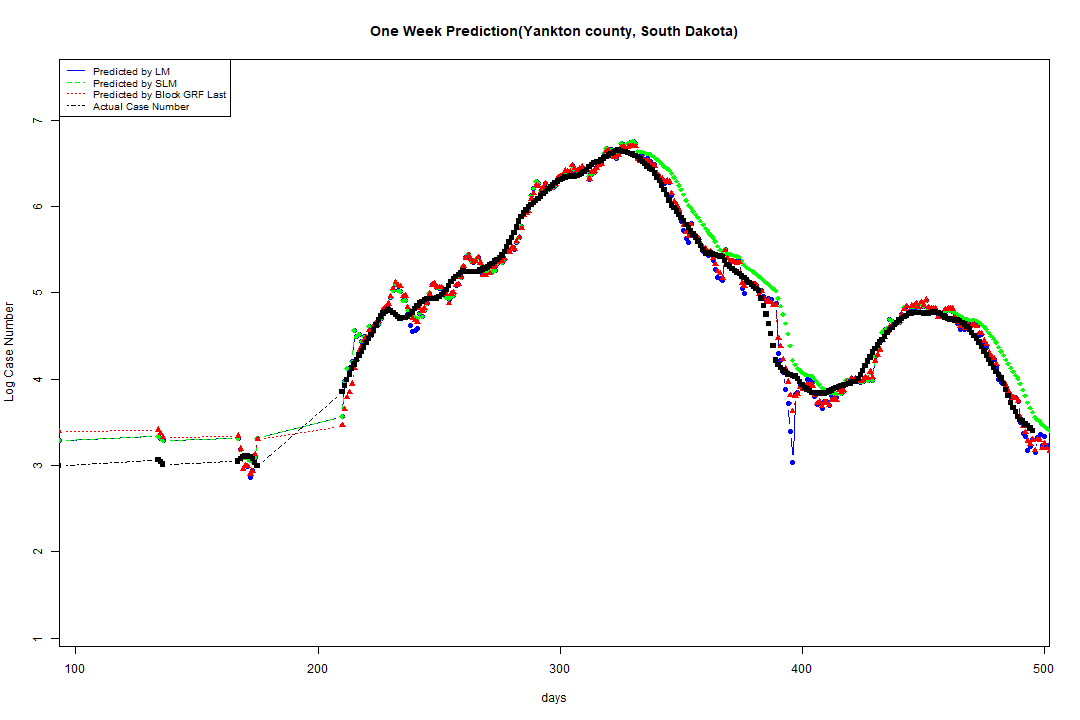 One Week Prediction(Yankton county, South Dakota)
Predicted by LM
Predicted by SLM
Predicted by Block GRF Last
Actual Case Number
7
6
5
4
3
2
1
Log Case Number
100 200 300 400 500
days